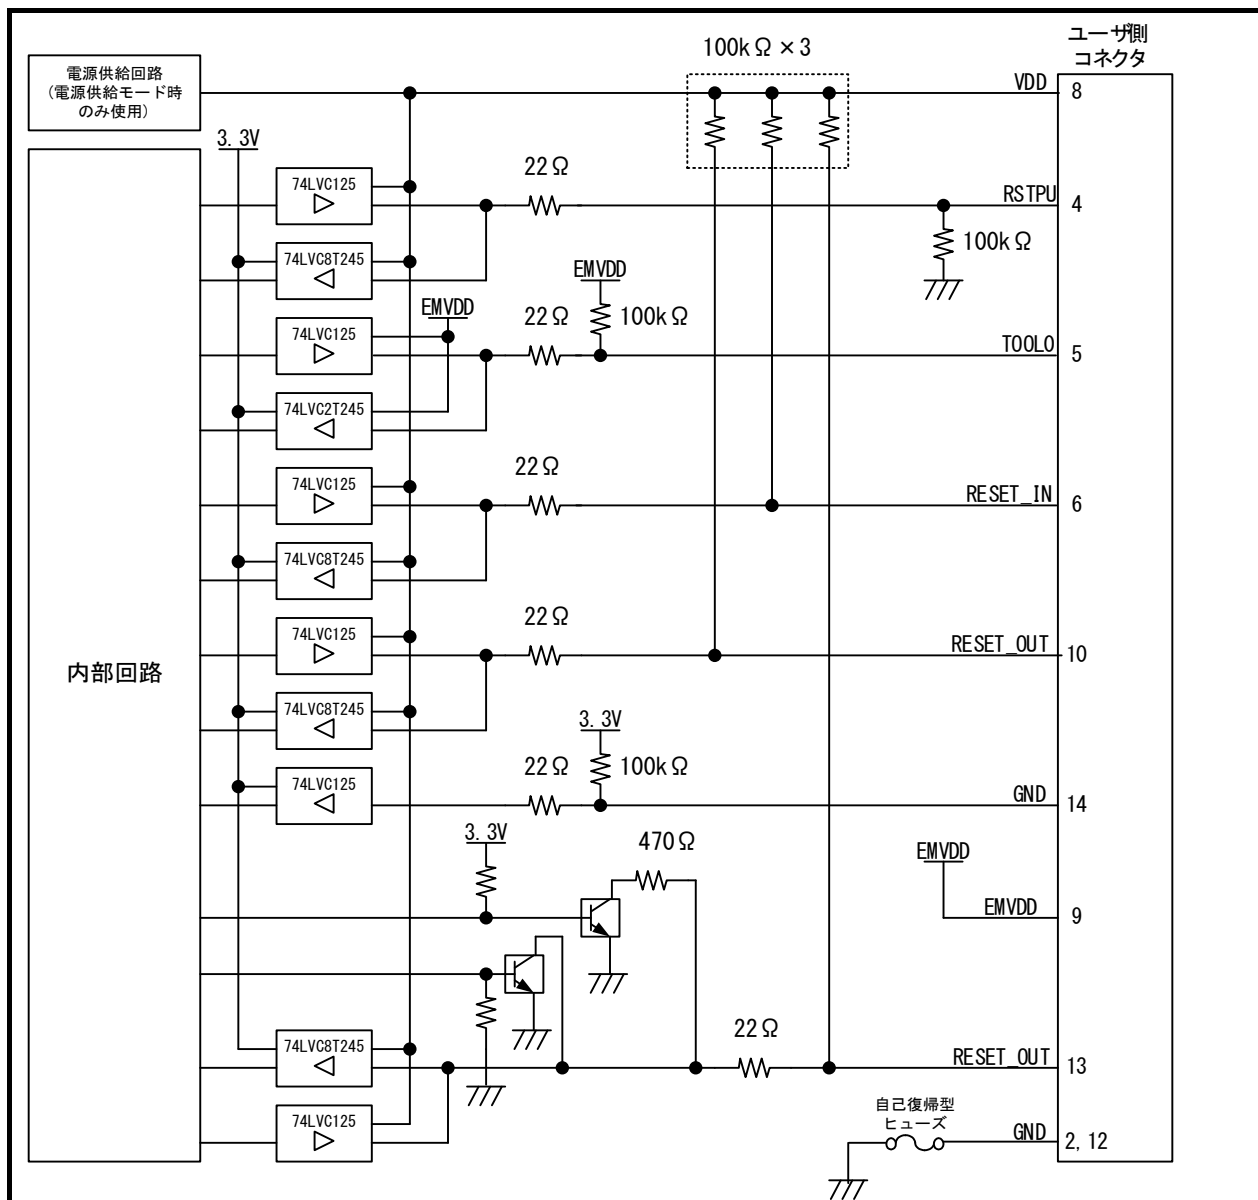 ユーザ側
コネクタ
電源供給回路
(電源供給モード時
のみ使用)
100kΩ×3
VDD
8
3.3V
74LVC125
22Ω
RSTPU
4
74LVC8T245
100kΩ
EMVDD
EMVDD
74LVC125
22Ω
100kΩ
TOOL0
5
74LVC2T245
74LVC125
22Ω
RESET_IN
6
74LVC8T245
74LVC125
22Ω
RESET_OUT
10
内部回路
74LVC8T245
3.3V
74LVC125
22Ω
100kΩ
GND
14
3.3V
470Ω
EMVDD
EMVDD
9
74LVC8T245
22Ω
RESET_OUT
13
74LVC125
自己復帰型
ヒューズ
GND
2, 12